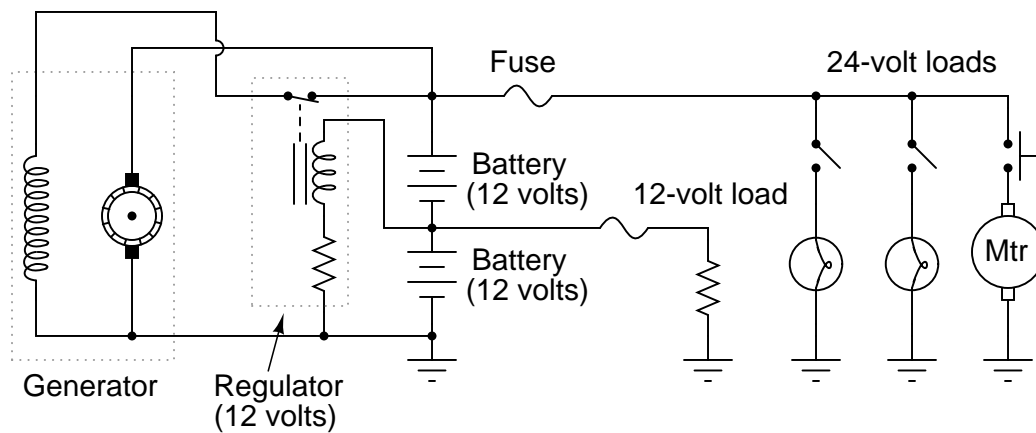 Fuse
24-volt loads
Battery
(12 volts)
12-volt load
Battery
(12 volts)
Mtr
Generator
Regulator
(12 volts)